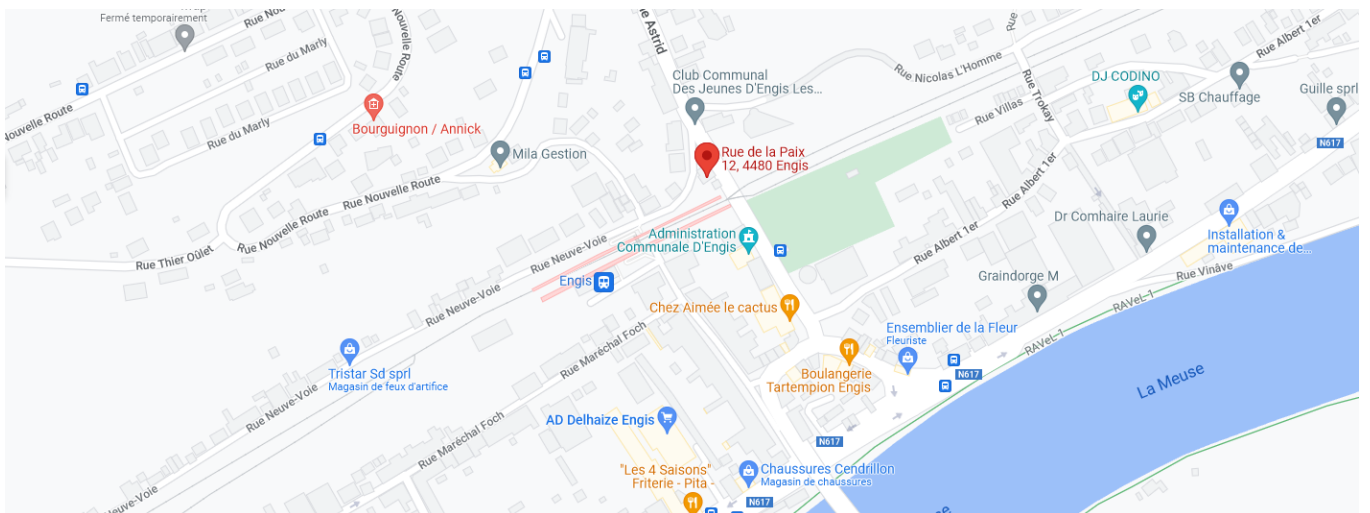 Fermé temporairement
Rue du Marly
Nouvelle Route
Nouvelle Route
Rue du Marly
Bourguignon / Annick
Mila Gestion
Rue Nouvelle Route
Rue Nouvelle Route
Rue Thier Oûlet
Astrid
Club Communal
Des Jeunes D'Engis Les...
Rue de la Paix
12, 4480 Engis
Rue Nicolas L'Homme
Rue Villas
Rue Trokay
Rue Albert 1er
DJ CODINO
SB Chauffage
Guille sprl
N617
Rue Albert 1er
Rue Albert 1er
Dr Comhaire Laurie
Installation &
maintenance de...
Graindorge M
Rue Vinâve
RAVeL 1
RAVeL 1
Administration
Communale D'Engis
Rue Neuve-Voie
Engis
Chez Aimée le cactus
Rue Neuve-Voie
Rue Maréchal Foch
Ensemblier de la Fleur
Fleuriste
N617
Boulangerie
Tartempion Engis
La Meuse
Tristar Sd sprl
Magasin de feux d'artifice
Rue Neuve-Voie
AD Delhaize Engis
Rue Maréchal Foch
N617
"Les 4 Saisons"
Friterie - Pita -
Chaussures Cendrillon
Magasin de chaussures
N617